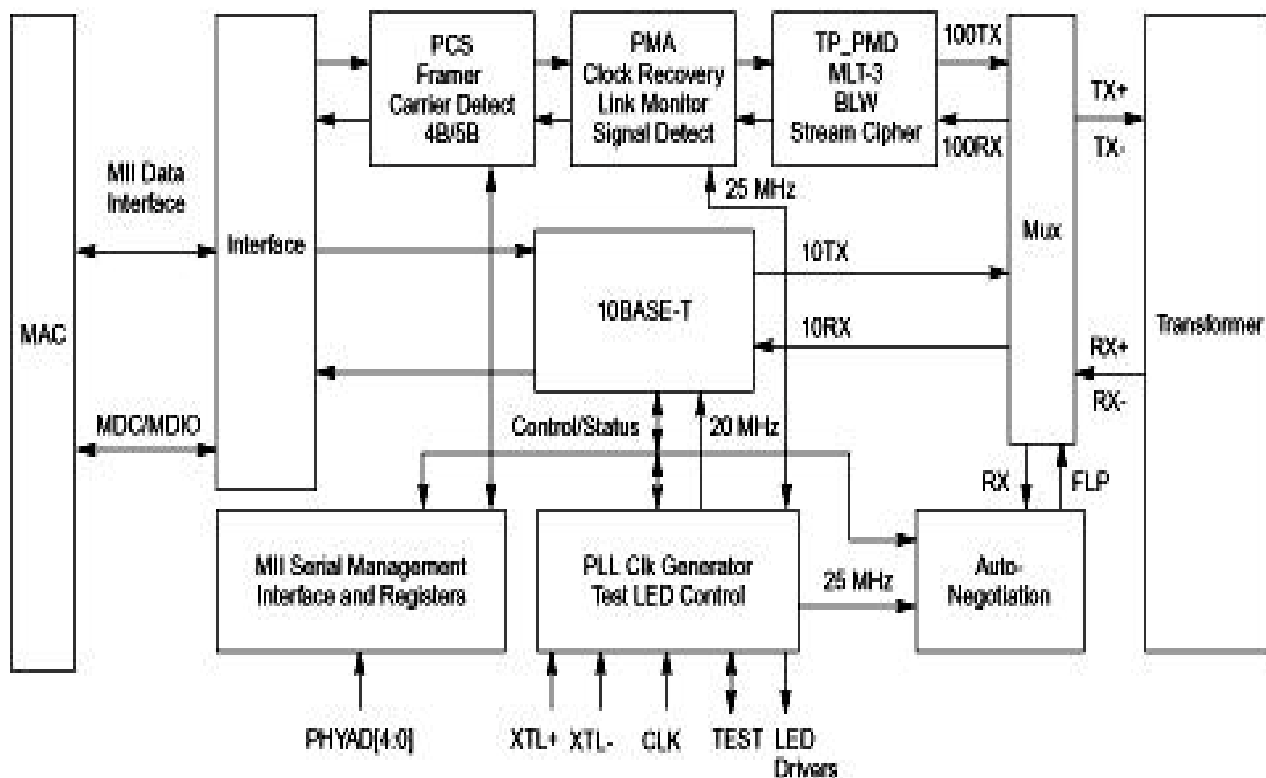 PCS
Framer
Carrier Detect
4B/5B
PMA
Clock Recovery
Link Monitor
Signal Detect
TP_PMD
MLT-3
BLW
Stream Cipher
100TX
100RX
TX+
TX-
MII Data
Interface
Interface
25 MHz
Mux
10TX
10BASE-T
10RX
MAC
Transformer
RX+
RX-
MDC/MDIO
Control/Status
20 MHz
RX
FLP
MII Serial Management
Interface and Registers
PLL Clk Generator
Test LED Control
25 MHz
Auto-
Negotiation
PHYAD[4:0]
XTL+
XTL-
CLK
TEST
LED
Drivers